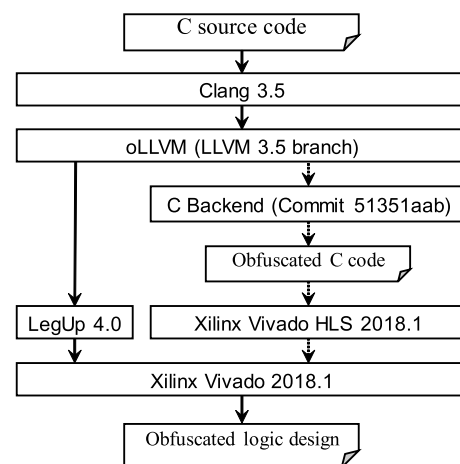 C source code
Clang 3.5
oLLVM (LLVM 3.5 branch)
C Backend (Commit 51351aab)
Obfuscated C code
LegUp 4.0
Xilinx Vivado HLS 2018.1
Xilinx Vivado 2018.1
Obfuscated logic design